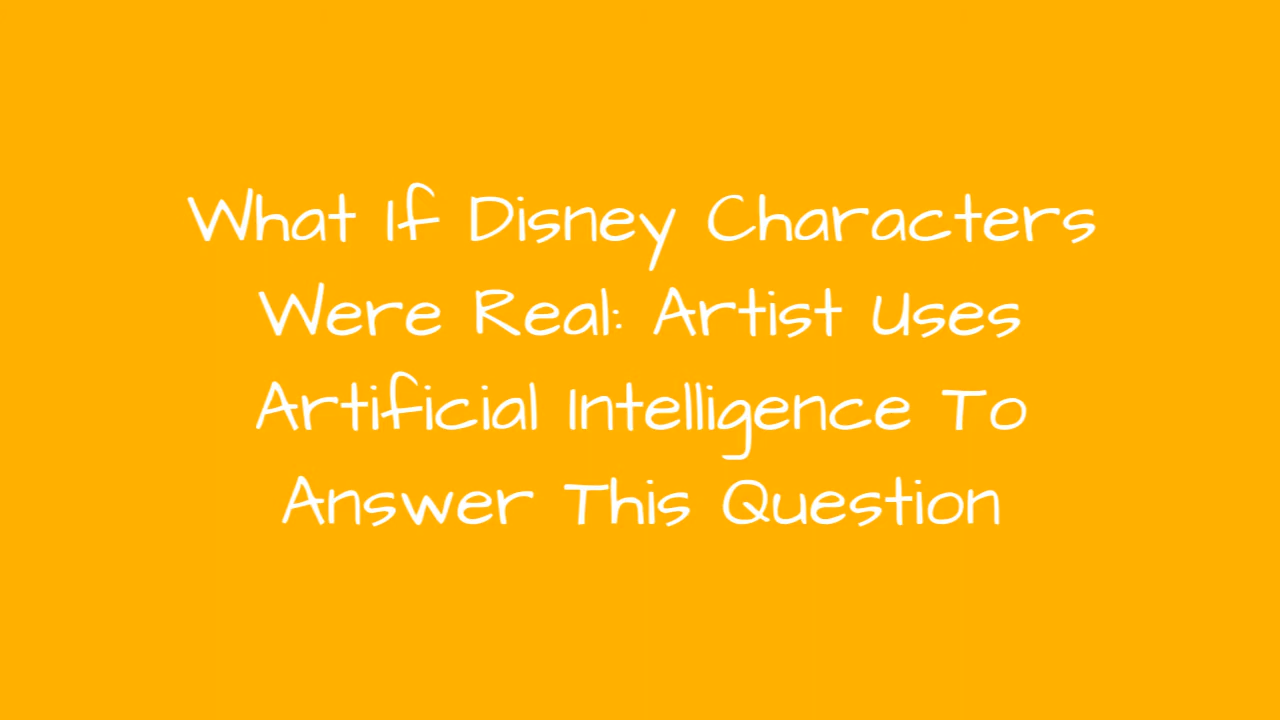 What If Disney Characters
Were Real: Artist Uses
Artificial Intelligence To
Answer This Question